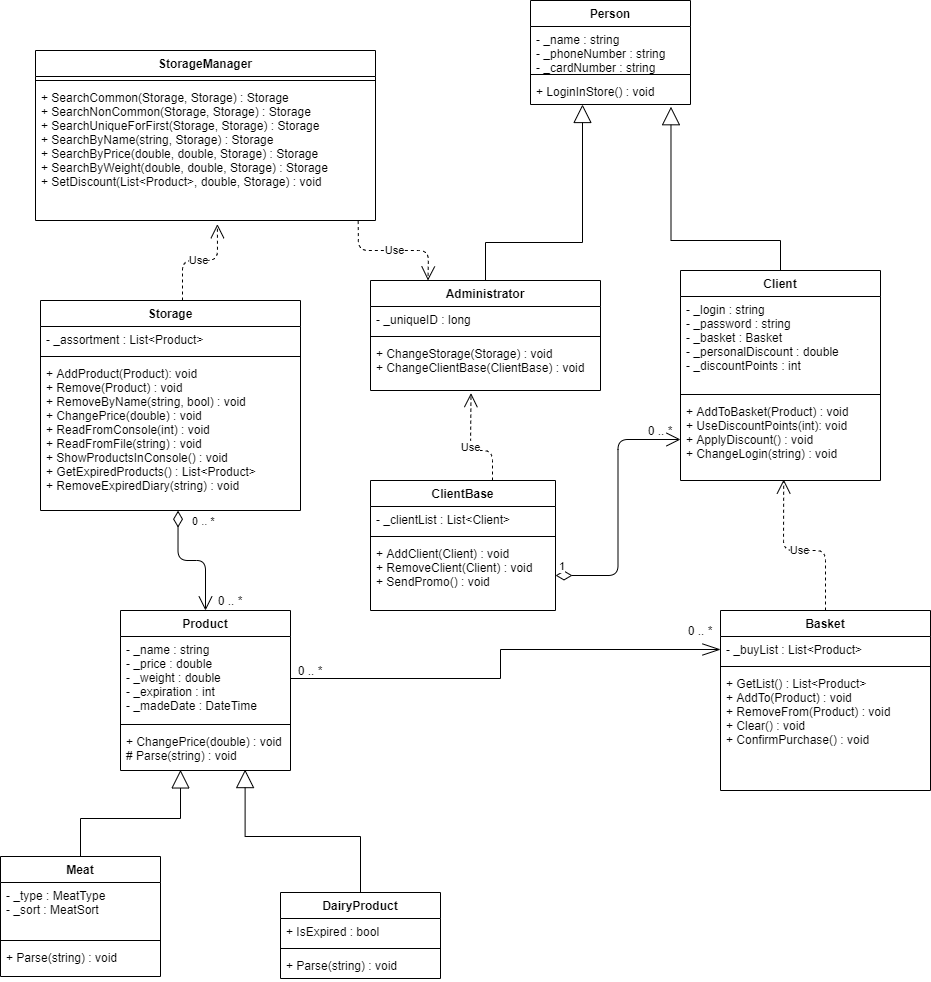 Person
- _name : string
- _phoneNumber : string
- _cardNumber : string
+ LoginInStore() : void
StorageManager
+ SearchCommon(Storage, Storage) : Storage
+ SearchNonCommon(Storage, Storage) : Storage
+ SearchUniqueForFirst(Storage, Storage) : Storage
+ SearchByName(string, Storage) : Storage
+ SearchByPrice(double, double, Storage) : Storage
+ SearchByWeight(double, double, Storage) : Storage
+ SetDiscount(List<Product>, double, Storage) : void
Use
Use
Storage
- _assortment : List<Product>
+ AddProduct(Product): void
+ Remove(Product) : void
+ RemoveByName(string, bool) : void
+ ChangePrice(double) : void
+ ReadFromConsole(int) : void
+ ReadFromFile(string) : void
+ ShowProductsInConsole() : void
+ GetExpiredProducts() : List<Product>
+ RemoveExpiredDiary(string) : void
Administrator
- _uniqueID : long
+ ChangeStorage(Storage) : void
+ ChangeClientBase(ClientBase) : void
Client
- _login : string
- _password : string
- _basket : Basket
- _personalDiscount : double
- _discountPoints : int
+ AddToBasket(Product) : void
+ UseDiscountPoints(int): void
+ ApplyDiscount() : void
+ ChangeLogin(string) : void
Use
0 .. *
ClientBase
- _clientList : List<Client>
+ AddClient(Client) : void
+ RemoveClient(Client) : void
+ SendPromo() : void
1
Use
0 .. *
0 .. *
Product
- _name : string
- _price : double
- _weight : double
- _expiration : int
- _madeDate : DateTime
+ ChangePrice(double) : void
# Parse(string) : void
0 .. *
0 .. *
Basket
- _buyList : List<Product>
+ GetList() : List<Product>
+ AddTo(Product) : void
+ RemoveFrom(Product) : void
+ Clear() : void
+ ConfirmPurchase() : void
Meat
- _type : MeatType
- _sort : MeatSort
+ Parse(string) : void
DairyProduct
+ IsExpired : bool
+ Parse(string) : void